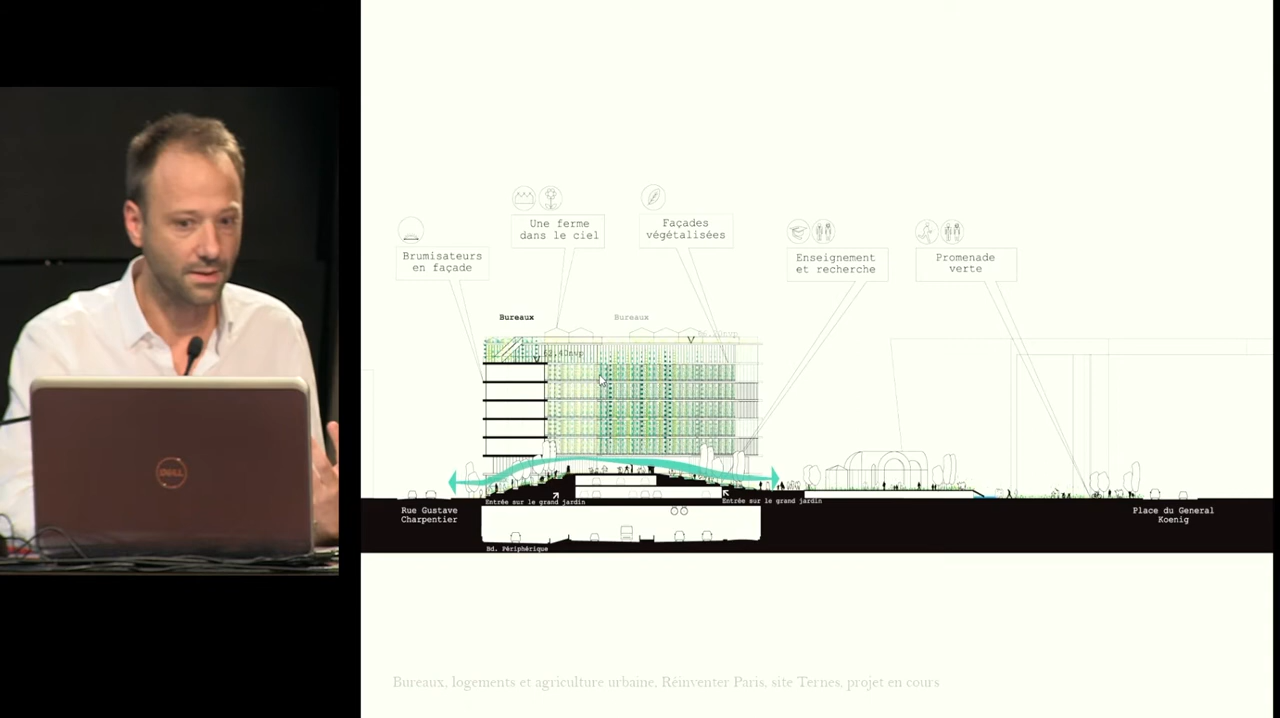 Une ferme
dans le ciel
Façades
végétalisées
Brumisateurs
en façade
Enseignement
et recherche
Promenade
verte
Bureaux
Bureaux
Entrée sur le grand jardin
Entrée sur le grand jardin
Rue Gustave
Charpentier
Place du General
Koenig
Bd. Périphérique
DELL
Bureaux, logements et agriculture urbaine, Réinventer Paris, site Ternes, projet en cours